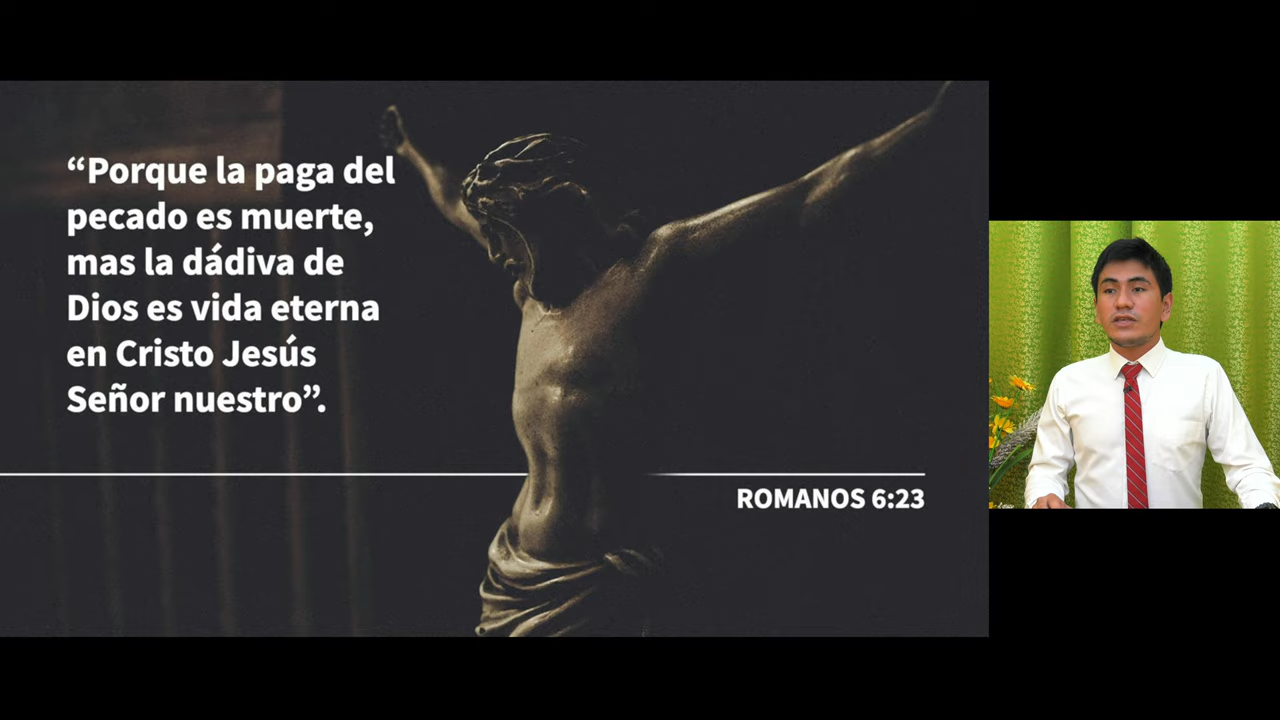 “Porque la paga del
pecado es muerte,
mas la dádiva de
Dios es vida eterna
en Cristo Jesús
Señor nuestro”.
ROMANOS 6:23